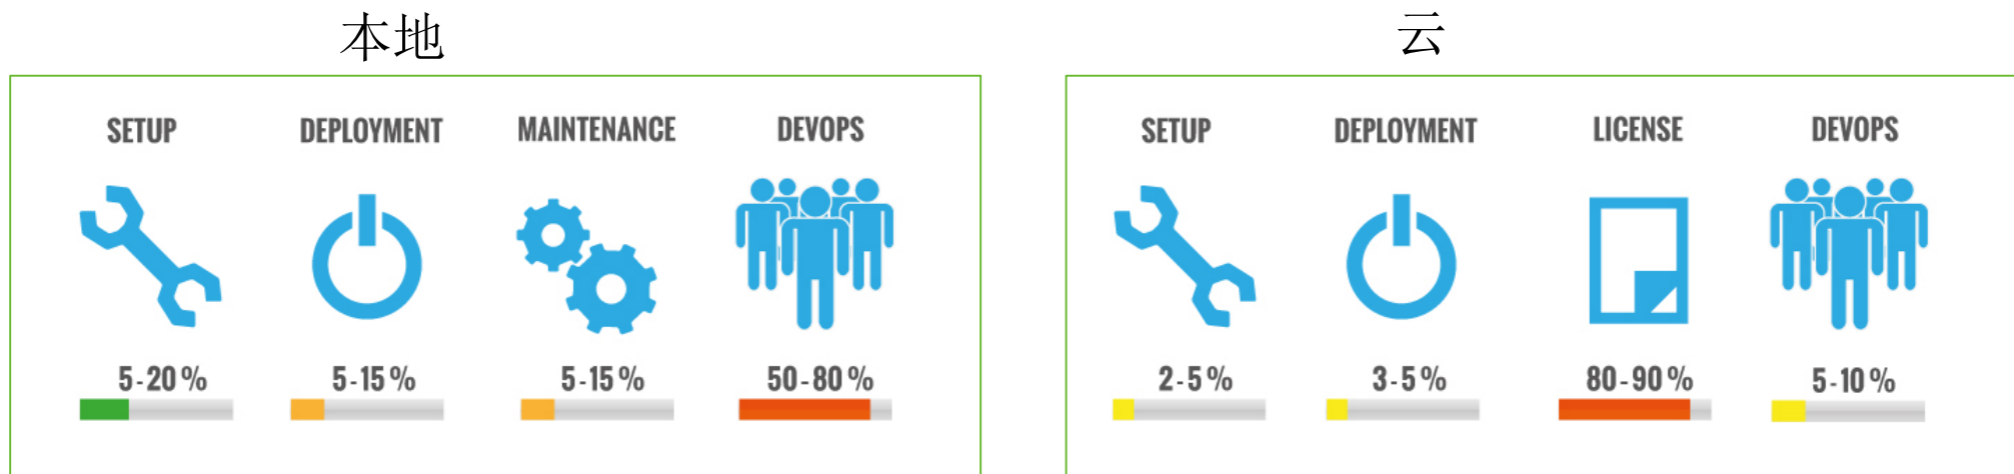 本地
SETUP
DEPLOYMENT
MAINTENANCE
DEVOPS
5-20%
5-15%
5-15%
50-80%
云
SETUP
DEPLOYMENT
LICENSE
DEVOPS
2-5%
3-5%
80-90%
5-10%